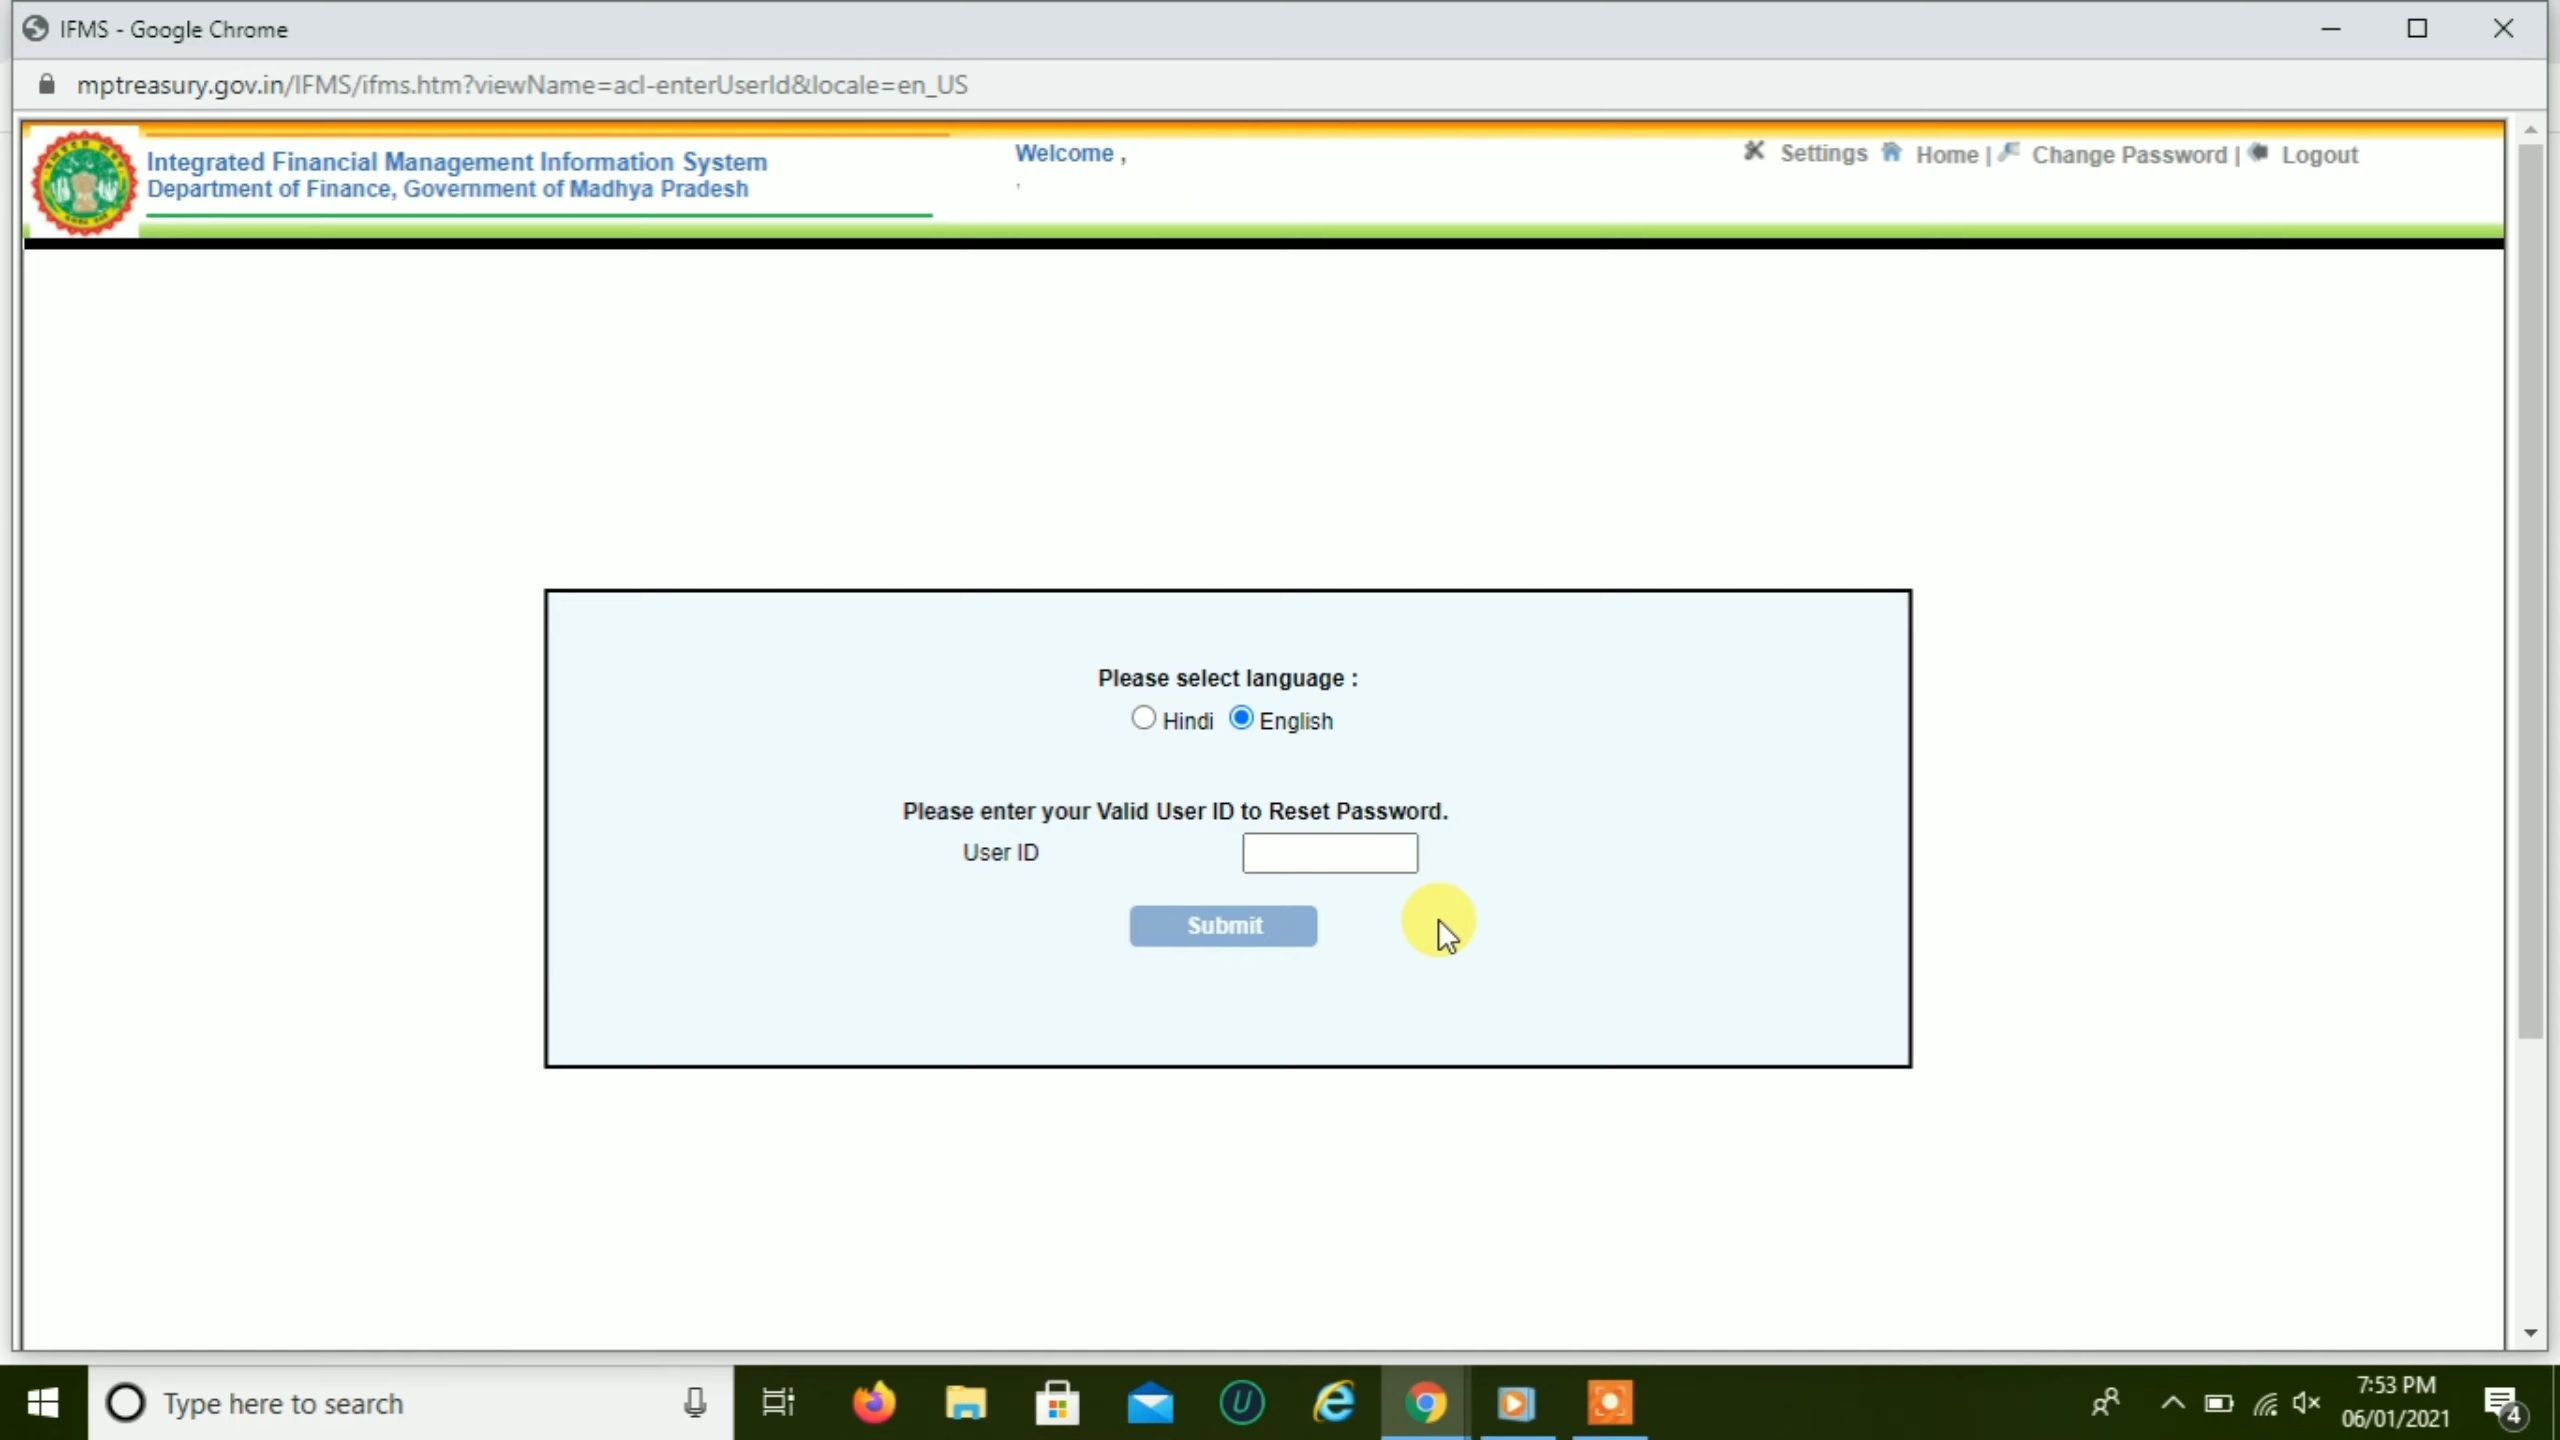 IFMS - Google Chrome
mptreasury.gov.in/IFMS/ifms.htm?viewName=acl-enterUserId&locale=en_US
Integrated Financial Management Information System
Department of Finance, Government of Madhya Pradesh
Welcome ,
,
Settings Home | Change Password | Logout
Please select language :
Hindi English
Please enter your Valid User ID to Reset Password.
User ID
Submit
Type here to search
7:53 PM
06/01/2021
4